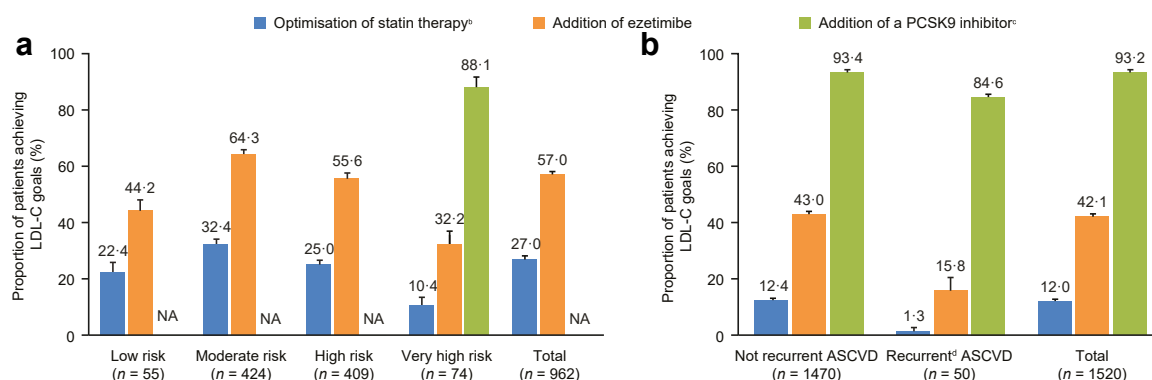 Optimisation of statin therapyᵇ
Addition of ezetimibe
Addition of a PCSK9 inhibitorᶜ
a
Proportion of patients achieving
LDL-C goals (%)
100
80
60
40
20
0
22·4
44·2
NA
32·4
64·3
NA
25·0
55·6
NA
10·4
32·2
88·1
27·0
57·0
NA
Low risk
(n = 55)
Moderate risk
(n = 424)
High risk
(n = 409)
Very high risk
(n = 74)
Total
(n = 962)
b
Proportion of patients achieving
LDL-C goals (%)
100
80
60
40
20
0
12·4
43·0
93·4
1·3
15·8
84·6
12·0
42·1
93·2
Not recurrent ASCVD
(n = 1470)
Recurrentᵈ ASCVD
(n = 50)
Total
(n = 1520)